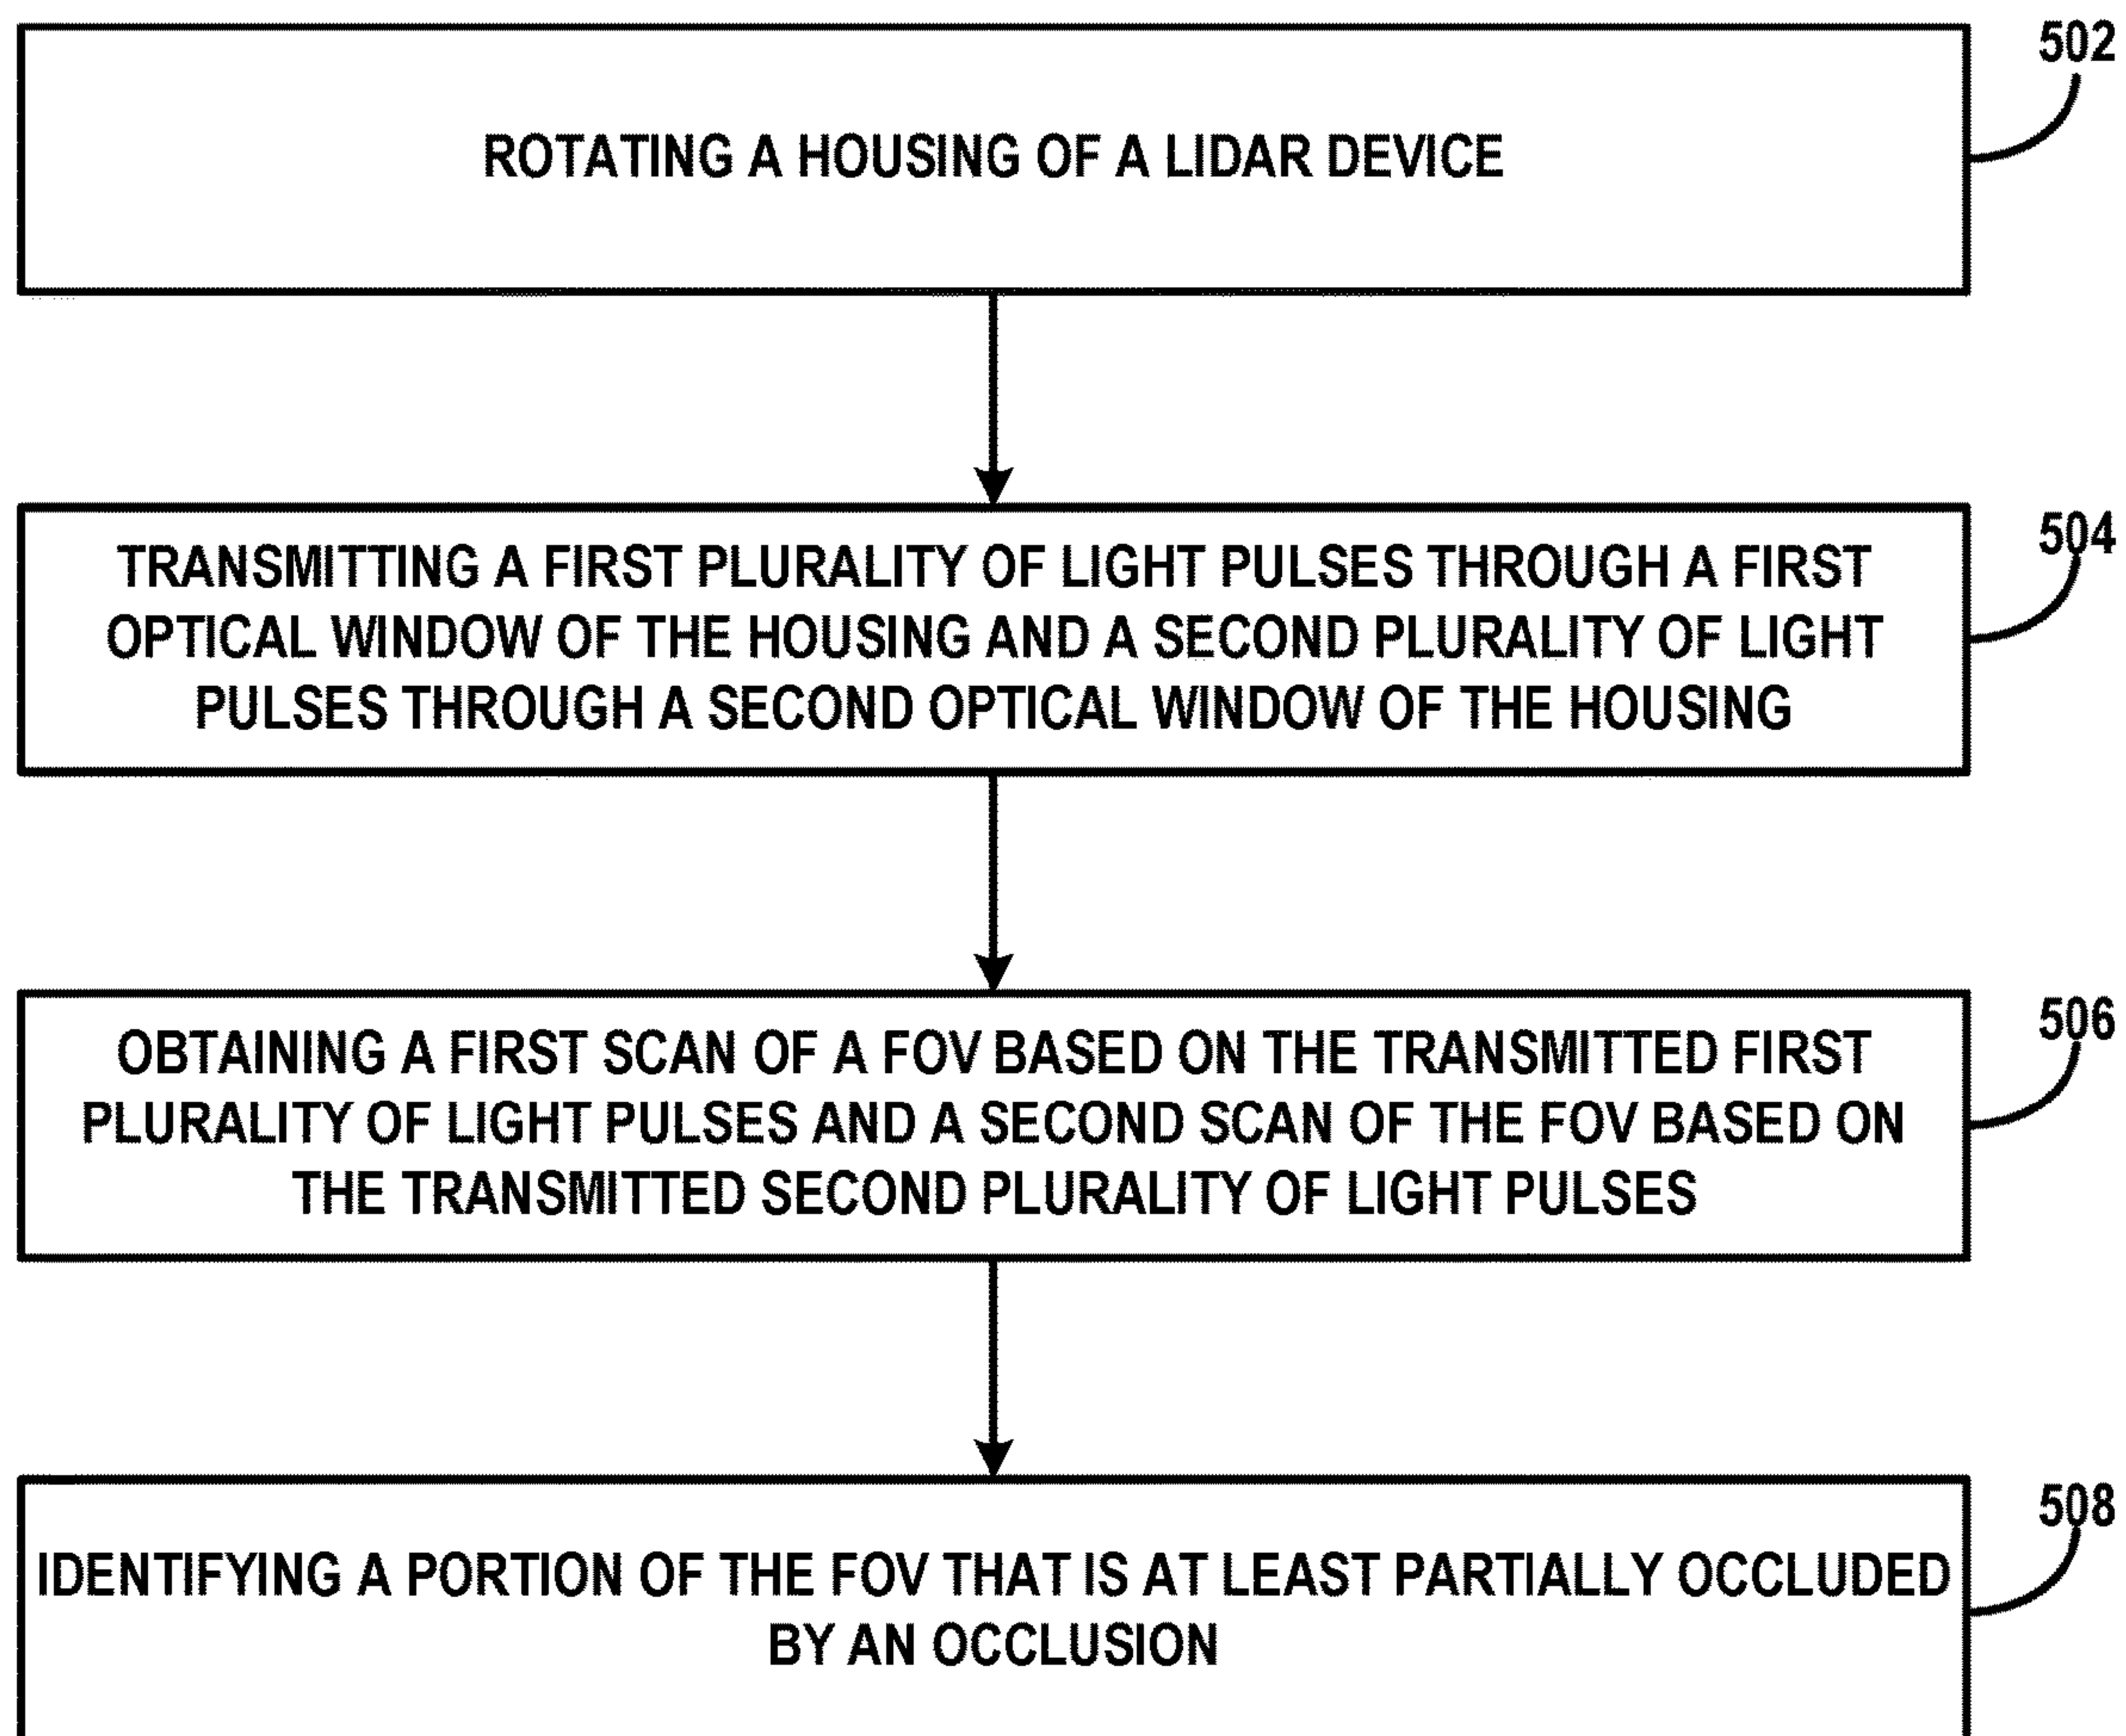 502
ROTATING A HOUSING OF A LIDAR DEVICE
504
TRANSMITTING A FIRST PLURALITY OF LIGHT PULSES THROUGH A FIRST
OPTICAL WINDOW OF THE HOUSING AND A SECOND PLURALITY OF LIGHT
PULSES THROUGH A SECOND OPTICAL WINDOW OF THE HOUSING
506
OBTAINING A FIRST SCAN OF A FOV BASED ON THE TRANSMITTED FIRST
PLURALITY OF LIGHT PULSES AND A SECOND SCAN OF THE FOV BASED ON
THE TRANSMITTED SECOND PLURALITY OF LIGHT PULSES
508
IDENTIFYING A PORTION OF THE FOV THAT IS AT LEAST PARTIALLY OCCLUDED
BY AN OCCLUSION